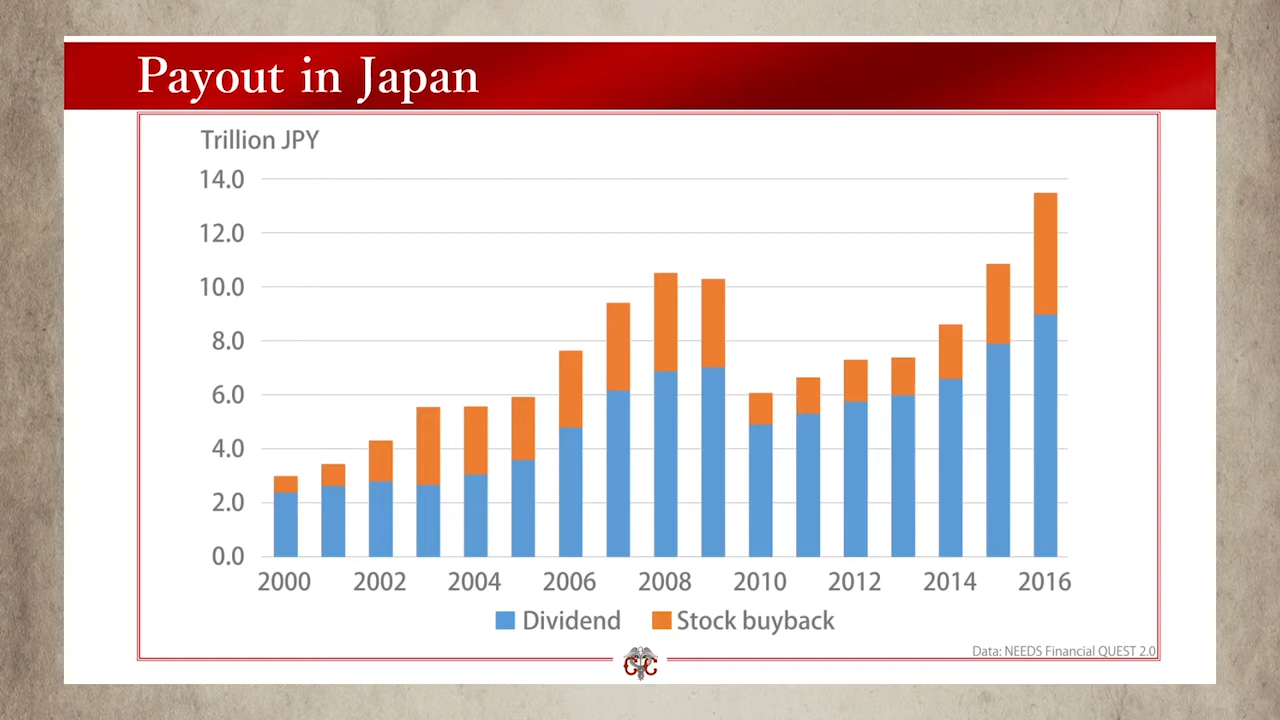 Payout in Japan
Trillion JPY
14.0
12.0
10.0
8.0
6.0
4.0
2.0
0.0
2000 2002 2004 2006 2008 2010 2012 2014 2016
Dividend Stock buyback
Data: NEEDS Financial QUEST 2.0